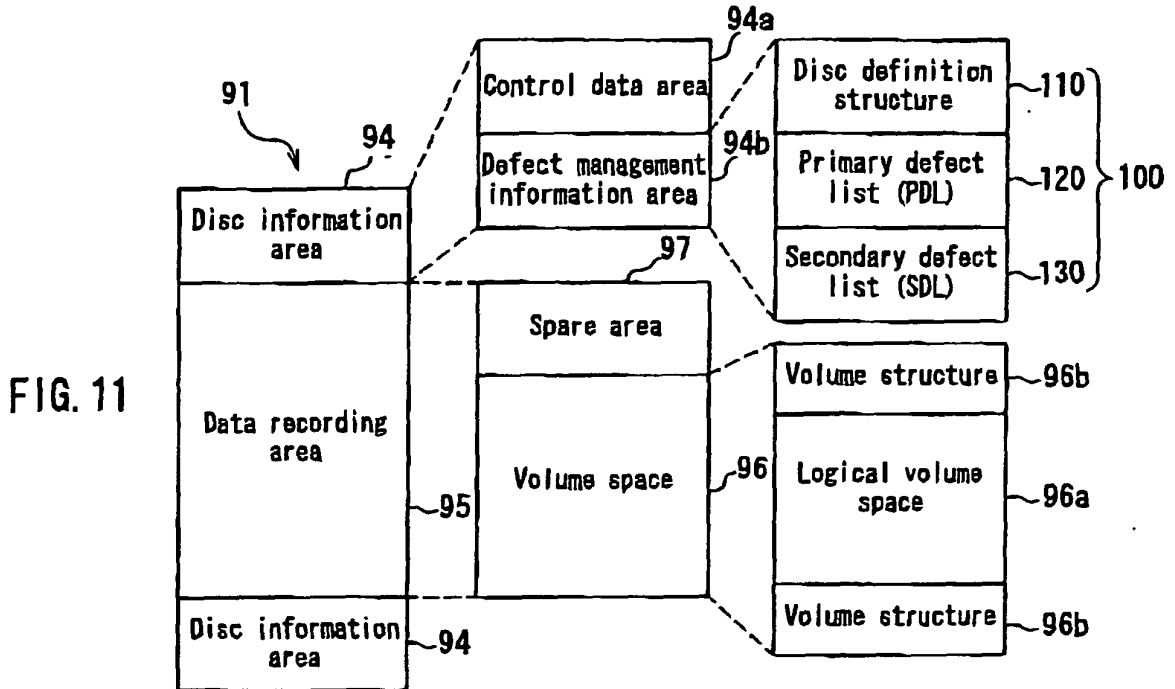 FIG. 11
91
94
Disc information
area
Data recording
area
95
Disc information
area
94
94a
Control data area
94b
Defect management
information area
97
Spare area
Volume space
96
Disc definition
structure
110
Primary defect
list (PDL)
120
100
Secondary defect
list (SDL)
130
Volume structure
96b
Logical volume
space
96a
Volume structure
96b